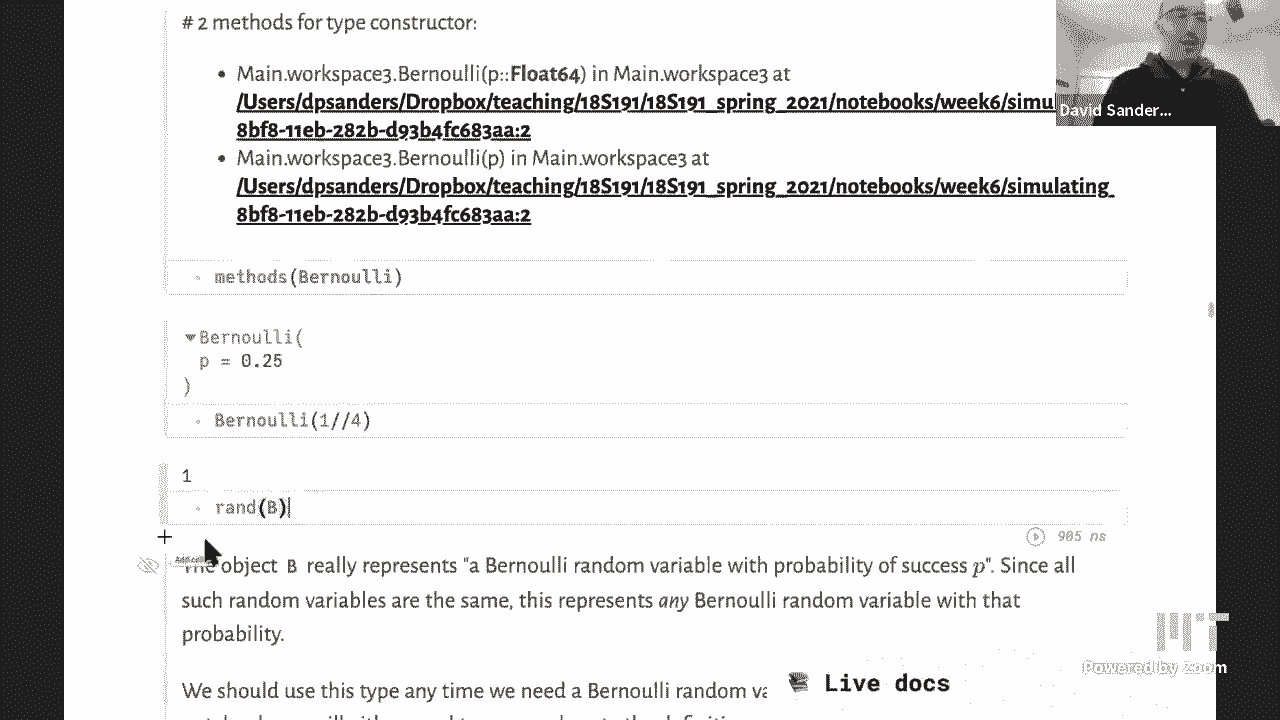 # 2 methods for type constructor:
• Main.workspace3.Bernoulli(p::Float64) in Main.workspace3 at
/Users/dpsanders/Dropbox/teaching/18S191/18S191_spring_2021/notebooks/week6/simu
8bf8-11eb-282b-d93b4fc683aa:2
• Main.workspace3.Bernoulli(p) in Main.workspace3 at
/Users/dpsanders/Dropbox/teaching/18S191/18S191_spring_2021/notebooks/week6/simulating_
8bf8-11eb-282b-d93b4fc683aa:2
David Sander...
methods(Bernoulli)
Bernoulli(
p = 0.25
)
Bernoulli(1//4)
1
rand(B)
905 ns
The object B really represents "a Bernoulli random variable with probability of success p". Since all
such random variables are the same, this represents any Bernoulli random variable with that
probability.
MIT
Powered by Zoom
We should use this type any time we need a Bernoulli random va
Live docs